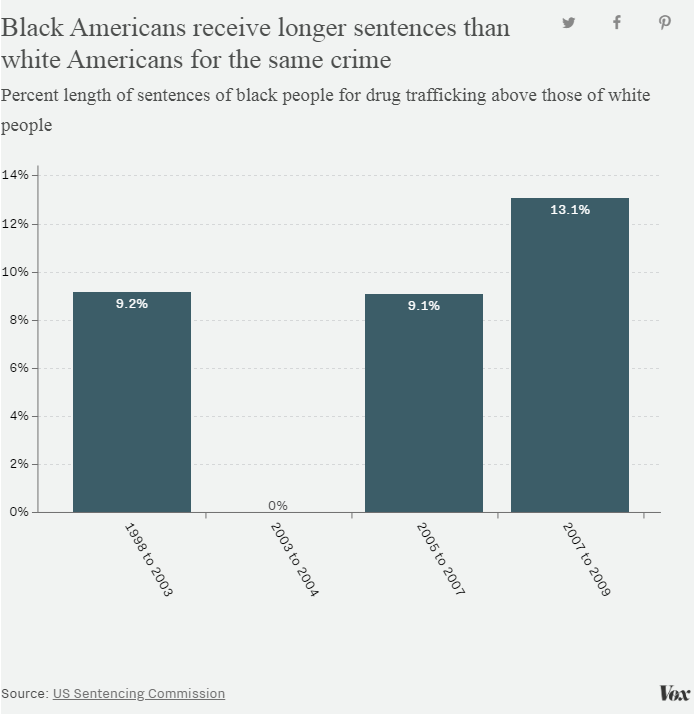 Black Americans receive longer sentences than
white Americans for the same crime
Percent length of sentences of black people for drug trafficking above those of white
people
14%
12%
10%
8%
6%
4%
2%
0%
9.2%
0%
9.1%
13.1%
1998 to 2003
2003 to 2004
2005 to 2007
2007 to 2009
Source: US Sentencing Commission
Vox